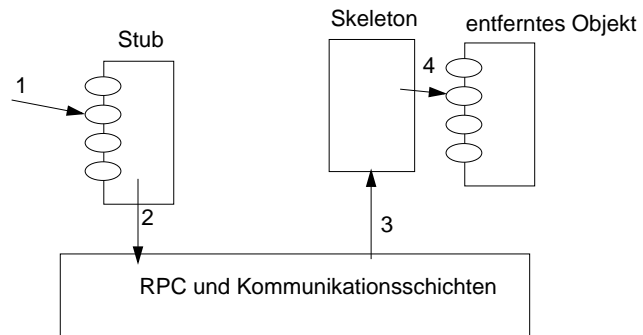 Skeleton
entferntes Objekt
Stub
1
4
2
3
RPC und Kommunikationsschichten